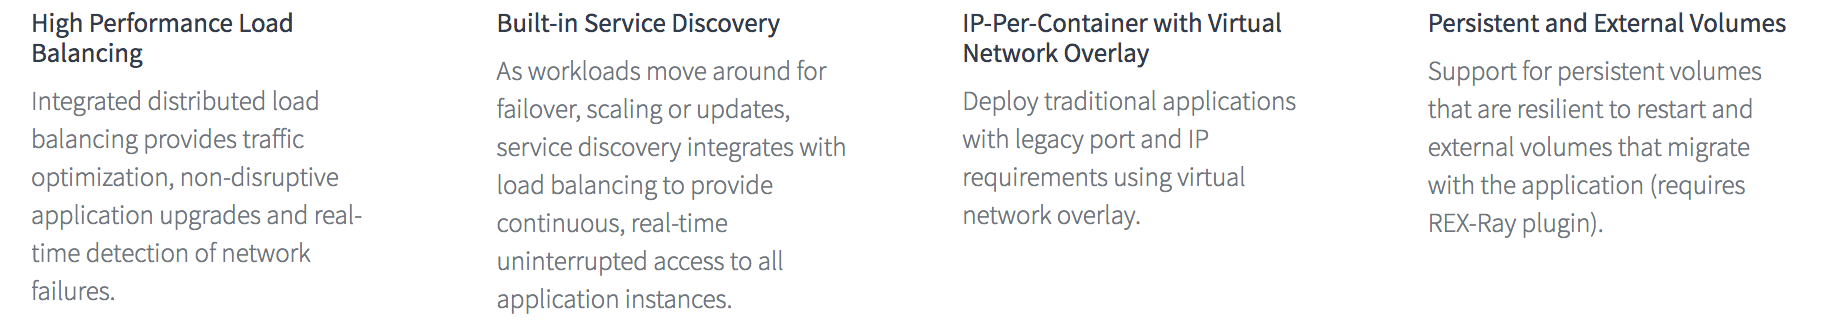 High Performance Load
Balancing
Integrated distributed load
balancing provides traffic
optimization, non-disruptive
application upgrades and real-
time detection of network
failures.
Built-in Service Discovery
As workloads move around for
failover, scaling or updates,
service discovery integrates with
load balancing to provide
continuous, real-time
uninterrupted access to all
application instances.
IP-Per-Container with Virtual
Network Overlay
Deploy traditional applications
with legacy port and IP
requirements using virtual
network overlay.
Persistent and External Volumes
Support for persistent volumes
that are resilient to restart and
external volumes that migrate
with the application (requires
REX-Ray plugin).